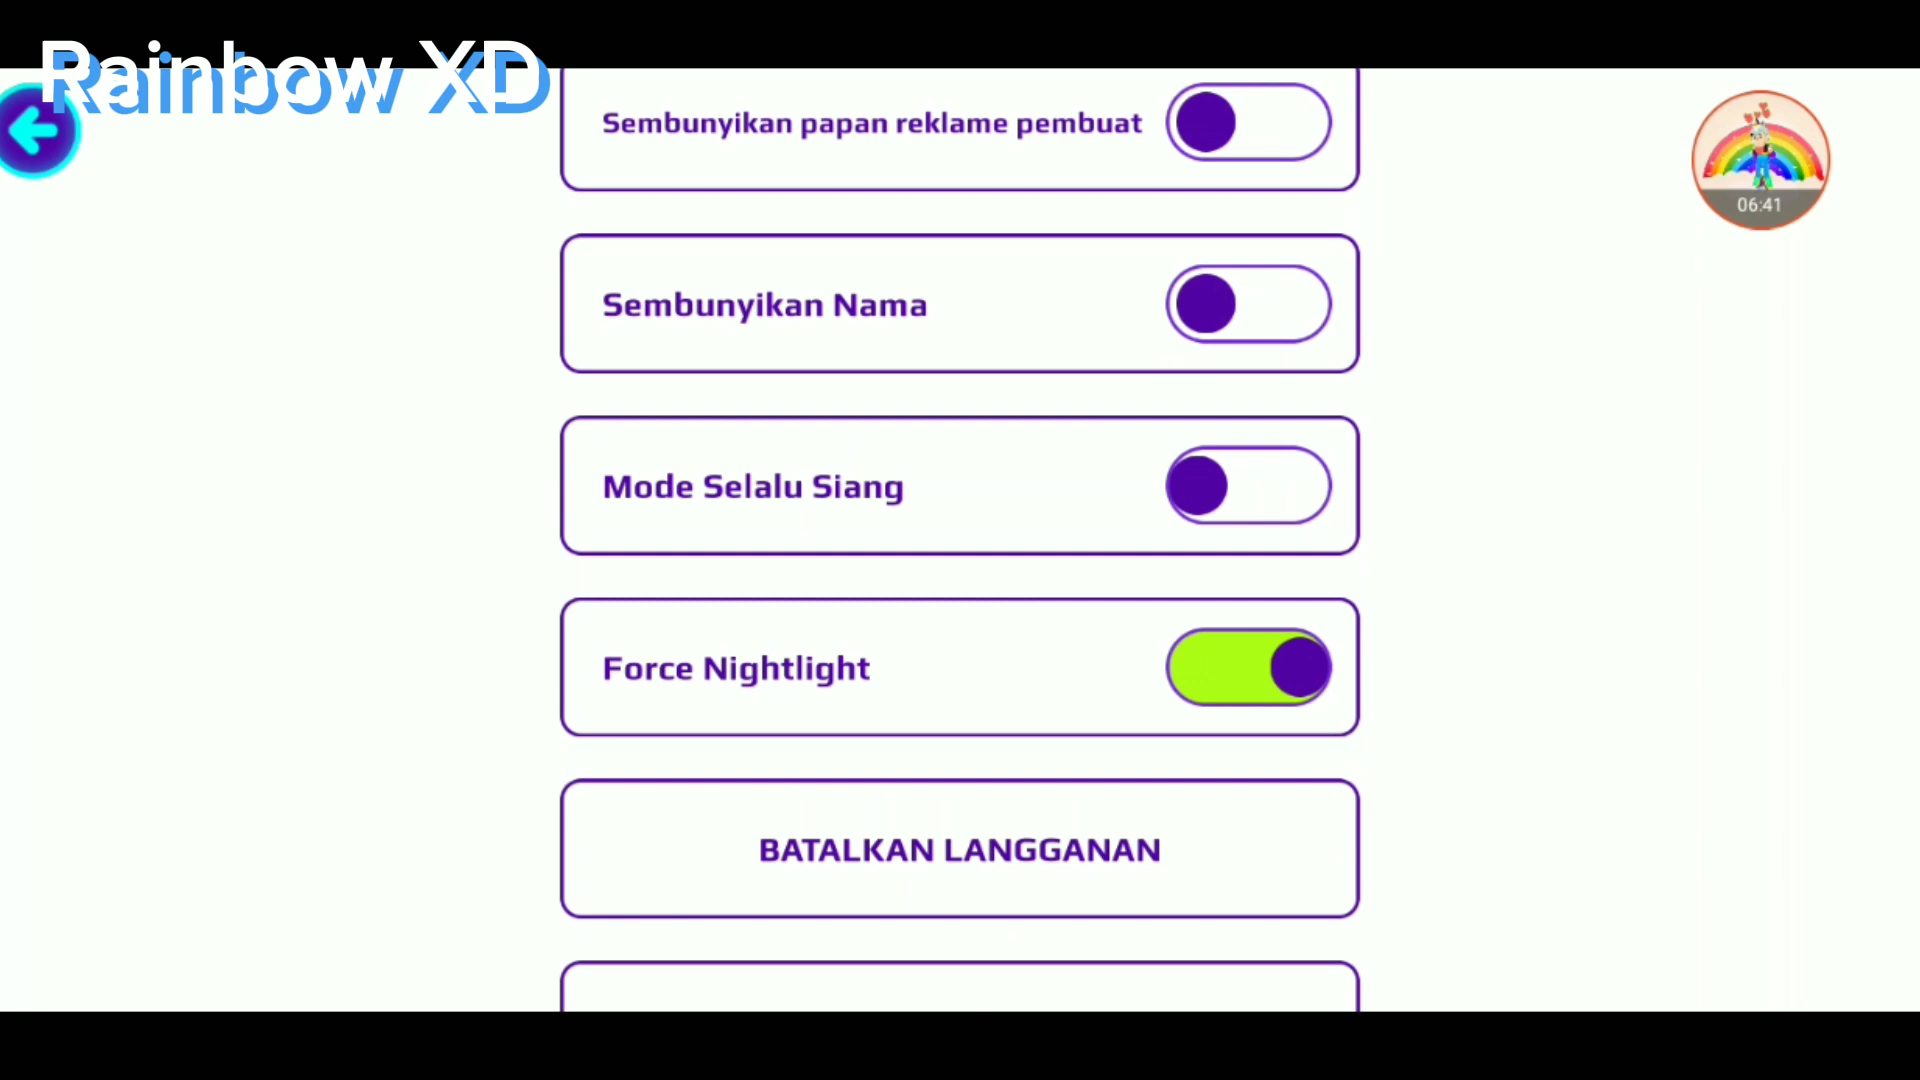 Rainbow XD
Sembunyikan papan reklame pembuat
06:41
Sembunyikan Nama
Mode Selalu Siang
Force Nightlight
BATALKAN LANGGANAN